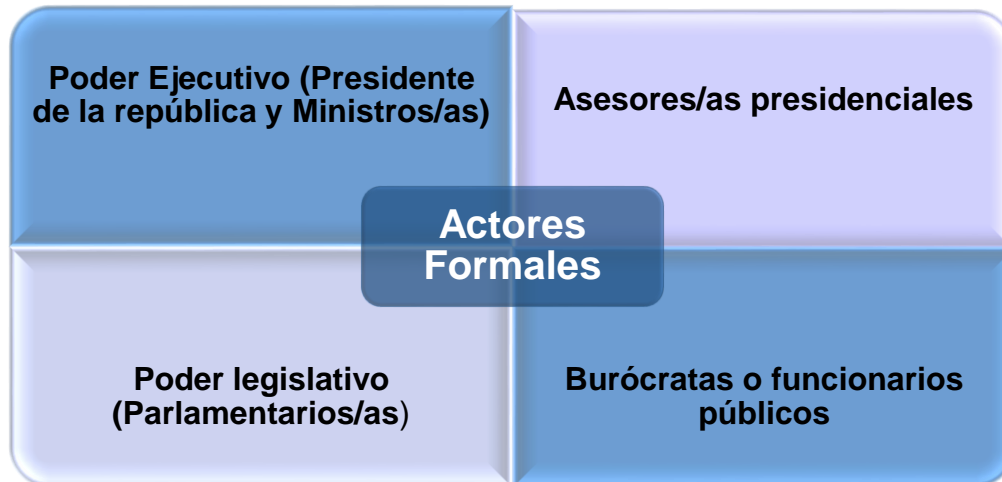 Poder Ejecutivo (Presidente
de la república y Ministros/as)
Asesores/as presidenciales
Actores
Formales
Poder legislativo
(Parlamentarios/as)
Burócratas o funcionarios
públicos